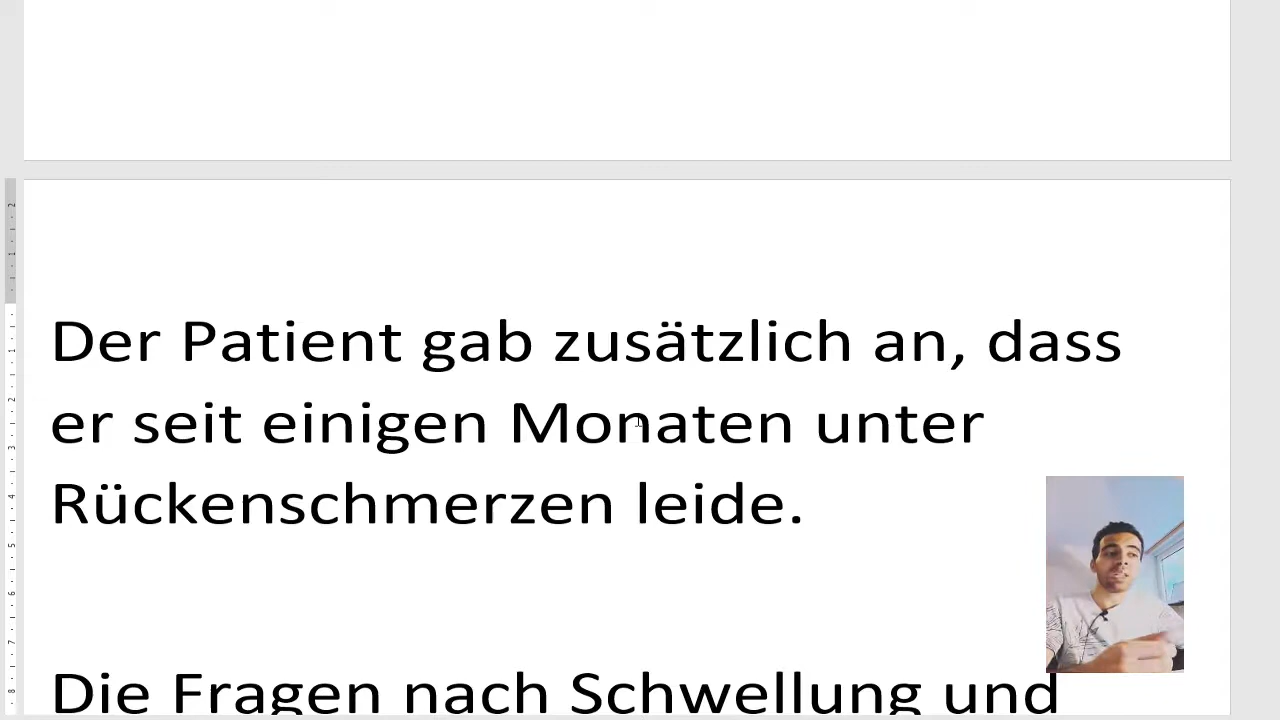 Der Patient gab zusätzlich an, dass
er seit einigen Monaten unter
Rückenschmerzen leide.
Die Fragen nach Schwellung und